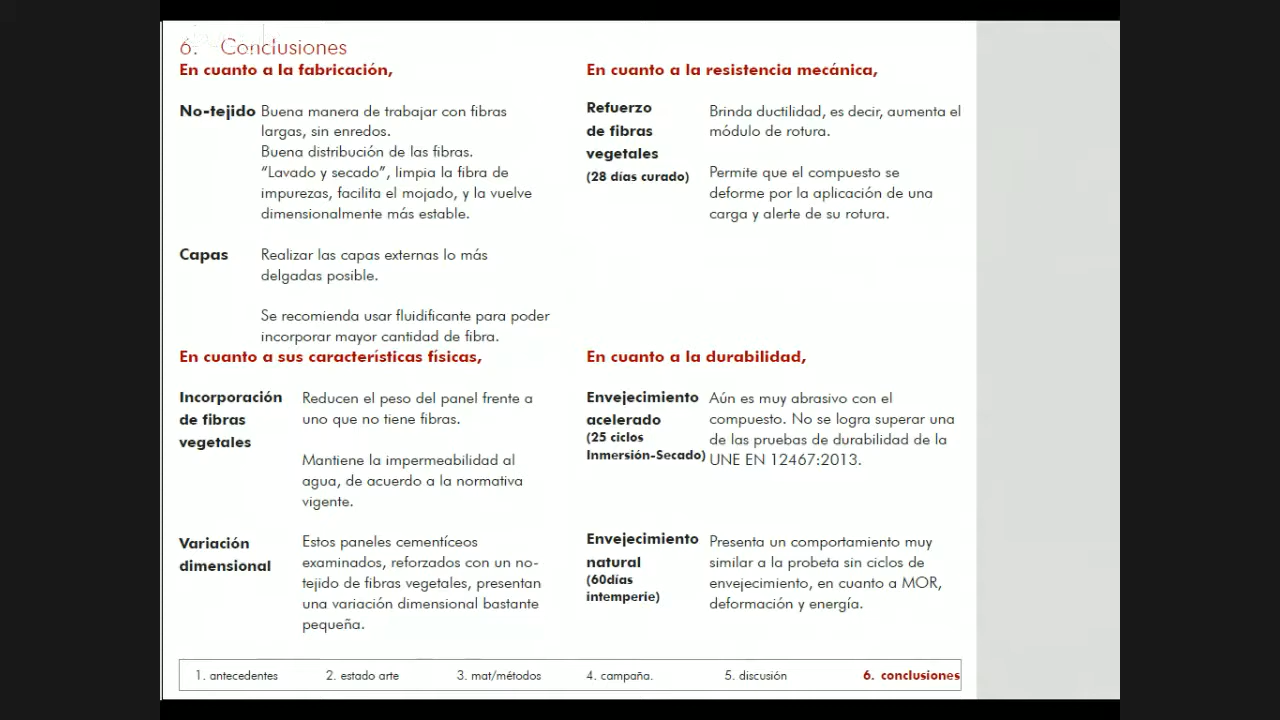 6. Conclusiones
En cuanto a la fabricación,
No-tejido Buena manera de trabajar con fibras
largas, sin enredos.
Buena distribución de las fibras.
“Lavado y secado”, limpia la fibra de
impurezas, facilita el mojado, y la vuelve
dimensionalmente más estable.
Capas Realizar las capas externas lo más
delgadas posible.
Se recomienda usar fluidificante para poder
incorporar mayor cantidad de fibra.
En cuanto a la resistencia mecánica,
Refuerzo
de fibras
vegetales
(28 días curado)
Brinda ductilidad, es decir, aumenta el
módulo de rotura.
Permite que el compuesto se
deforme por la aplicación de una
carga y alerte de su rotura.
En cuanto a sus características físicas,
Incorporación
de fibras
vegetales
Reducen el peso del panel frente a
uno que no tiene fibras.
Mantiene la impermeabilidad al
agua, de acuerdo a la normativa
vigente.
Variación
dimensional
Estos paneles cementíceos
examinados, reforzados con un no-
tejido de fibras vegetales, presentan
una variación dimensional bastante
pequeña.
En cuanto a la durabilidad,
Envejecimiento
acelerado
(25 ciclos
Inmersión-Secado)
Aún es muy abrasivo con el
compuesto. No se logra superar una
de las pruebas de durabilidad de la
UNE EN 12467:2013.
Envejecimiento
natural
(60días
intemperie)
Presenta un comportamiento muy
similar a la probeta sin ciclos de
envejecimiento, en cuanto a MOR,
deformación y energía.
1. antecedentes 2. estado arte 3. mat/métodos 4. campaña. 5. discusión 6. conclusiones